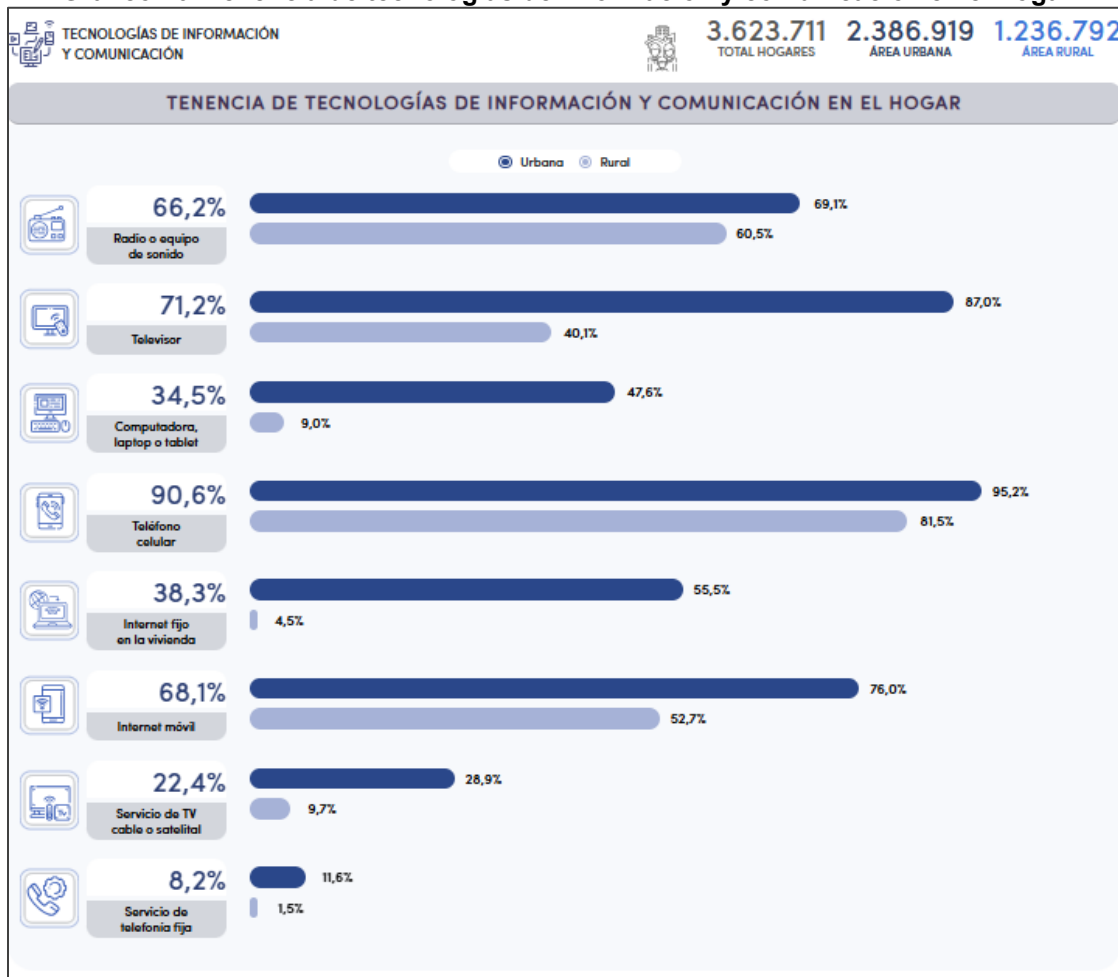 TECNOLOGÍAS DE INFORMACIÓN
Y COMUNICACIÓN
3.623.711
TOTAL HOGARES
2.386.919
ÁREA URBANA
1.236.792
ÁREA RURAL
TENENCIA DE TECNOLOGÍAS DE INFORMACIÓN Y COMUNICACIÓN EN EL HOGAR
Urbana Rural
66,2%
Radio o equipo
de sonido
69,1%
60,5%
71,2%
Televisor
87,0%
40,1%
34,5%
Computadora,
laptop o tablet
47,6%
9,0%
90,6%
Teléfono
celular
95,2%
81,5%
38,3%
Internet fijo
en la vivienda
55,5%
4,5%
68,1%
Internet móvil
76,0%
52,7%
22,4%
Servicio de TV
cable o satelital
28,9%
9,7%
8,2%
Servicio de
telefonía fija
11,6%
1,5%